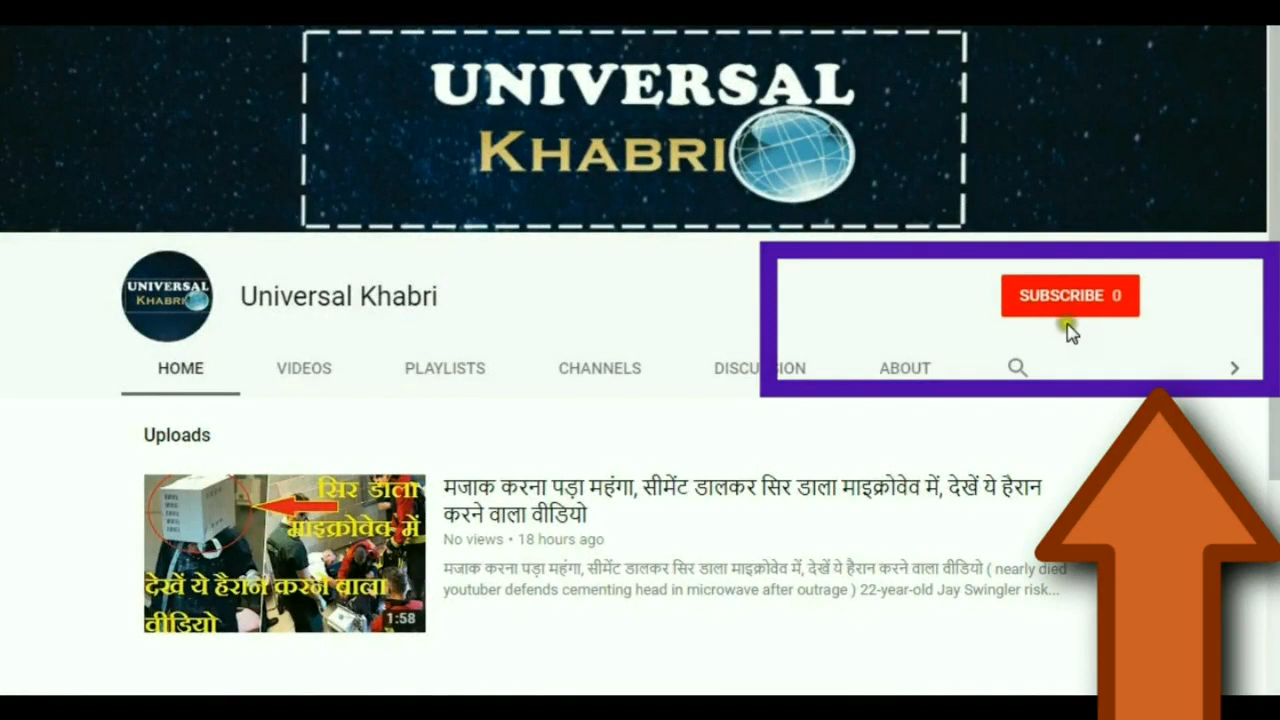 UNIVERSAL
KHABRI
UNIVERSAL
KHABRI
Universal Khabri
SUBSCRIBE 0
HOME VIDEOS PLAYLISTS CHANNELS DISCUSSION ABOUT
Uploads
सिर डाला
माइक्रोवेव में
देखें ये हैरान करने वाला
वीडियो
1:58
मजाक करना पड़ा महंगा, सीमेंट डालकर सिर डाला माइक्रोवेव में, देखें ये हैरान
करने वाला वीडियो
No views • 18 hours ago
मजाक करना पड़ा महंगा, सीमेंट डालकर सिर डाला माइक्रोवेव में, देखें ये हैरान करने वाला वीडियो ( nearly died
youtuber defends cementing head in microwave after outrage ) 22-year-old Jay Swingler risk...